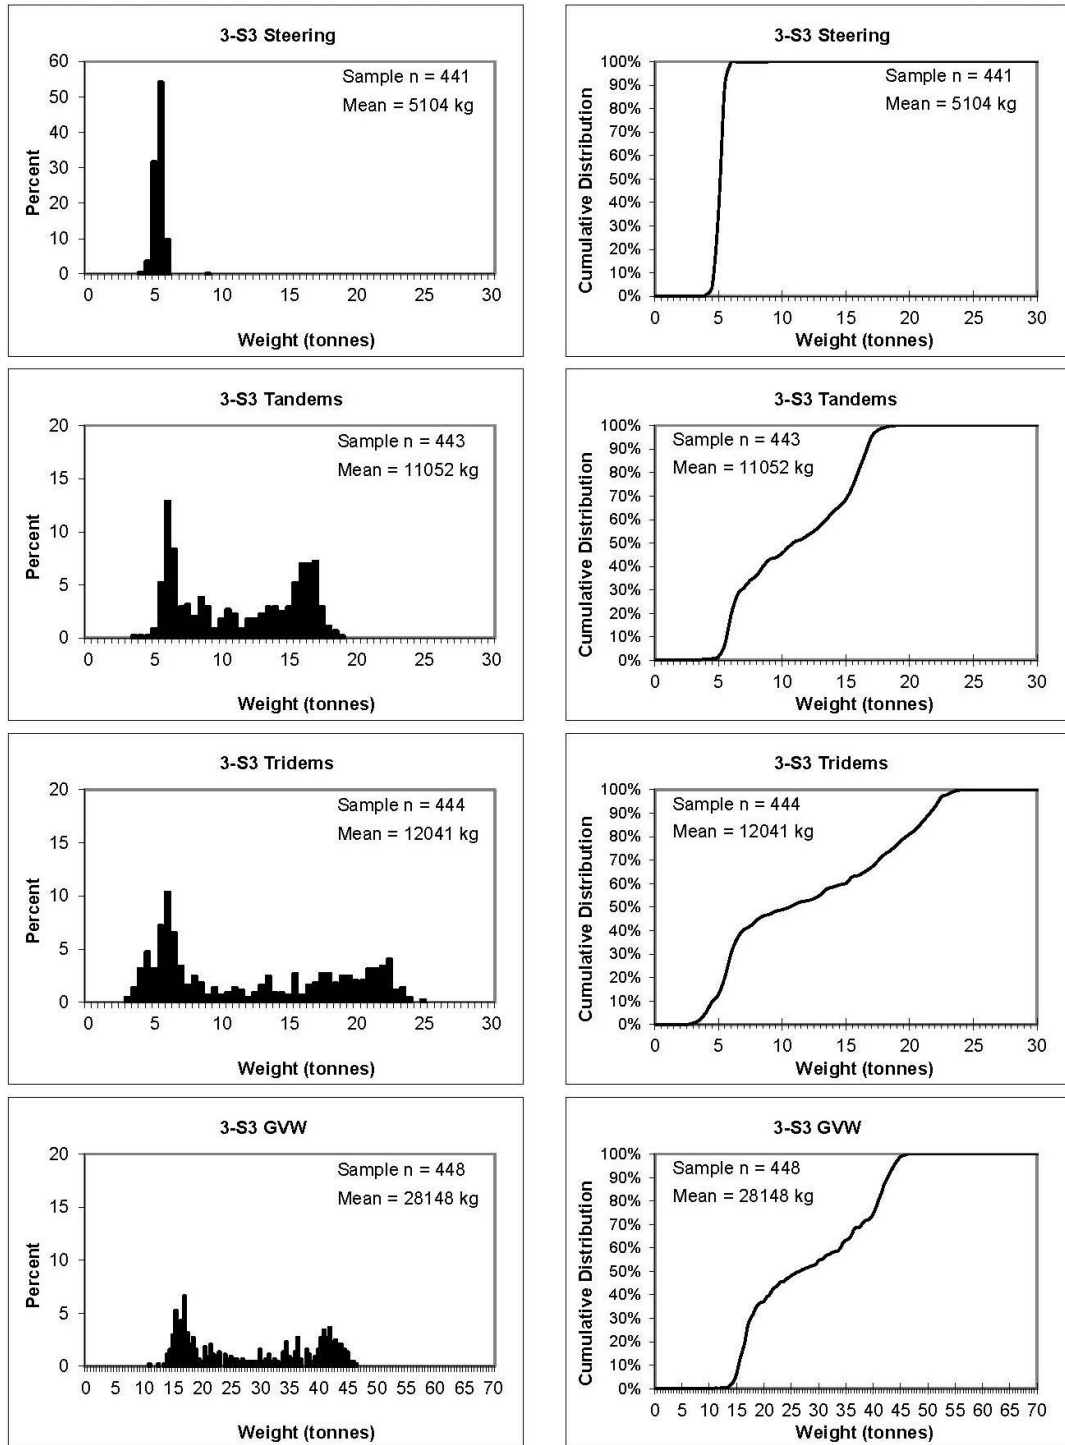 3-S3 Steering
60
50
40
30
20
10
0
Percent
Sample n = 441
Mean = 5104 kg
0 5 10 15 20 25 30
Weight (tonnes)
3-S3 Steering
100%
90%
80%
70%
60%
50%
40%
30%
20%
10%
0%
Cumulative Distribution
Sample n = 441
Mean = 5104 kg
0 5 10 15 20 25 30
Weight (tonnes)
3-S3 Tandems
20
15
10
5
0
Percent
Sample n = 443
Mean = 11052 kg
0 5 10 15 20 25 30
Weight (tonnes)
3-S3 Tandems
100%
90%
80%
70%
60%
50%
40%
30%
20%
10%
0%
Cumulative Distribution
Sample n = 443
Mean = 11052 kg
0 5 10 15 20 25 30
Weight (tonnes)
3-S3 Tridems
20
15
10
5
0
Percent
Sample n = 444
Mean = 12041 kg
0 5 10 15 20 25 30
Weight (tonnes)
3-S3 Tridems
100%
90%
80%
70%
60%
50%
40%
30%
20%
10%
0%
Cumulative Distribution
Sample n = 444
Mean = 12041 kg
0 5 10 15 20 25 30
Weight (tonnes)
3-S3 GVW
20
15
10
5
0
Percent
Sample n = 448
Mean = 28148 kg
0 5 10 15 20 25 30 35 40 45 50 55 60 65 70
Weight (tonnes)
3-S3 GVW
100%
90%
80%
70%
60%
50%
40%
30%
20%
10%
0%
Cumulative Distribution
Sample n = 448
Mean = 28148 kg
0 5 10 15 20 25 30 35 40 45 50 55 60 65 70
Weight (tonnes)